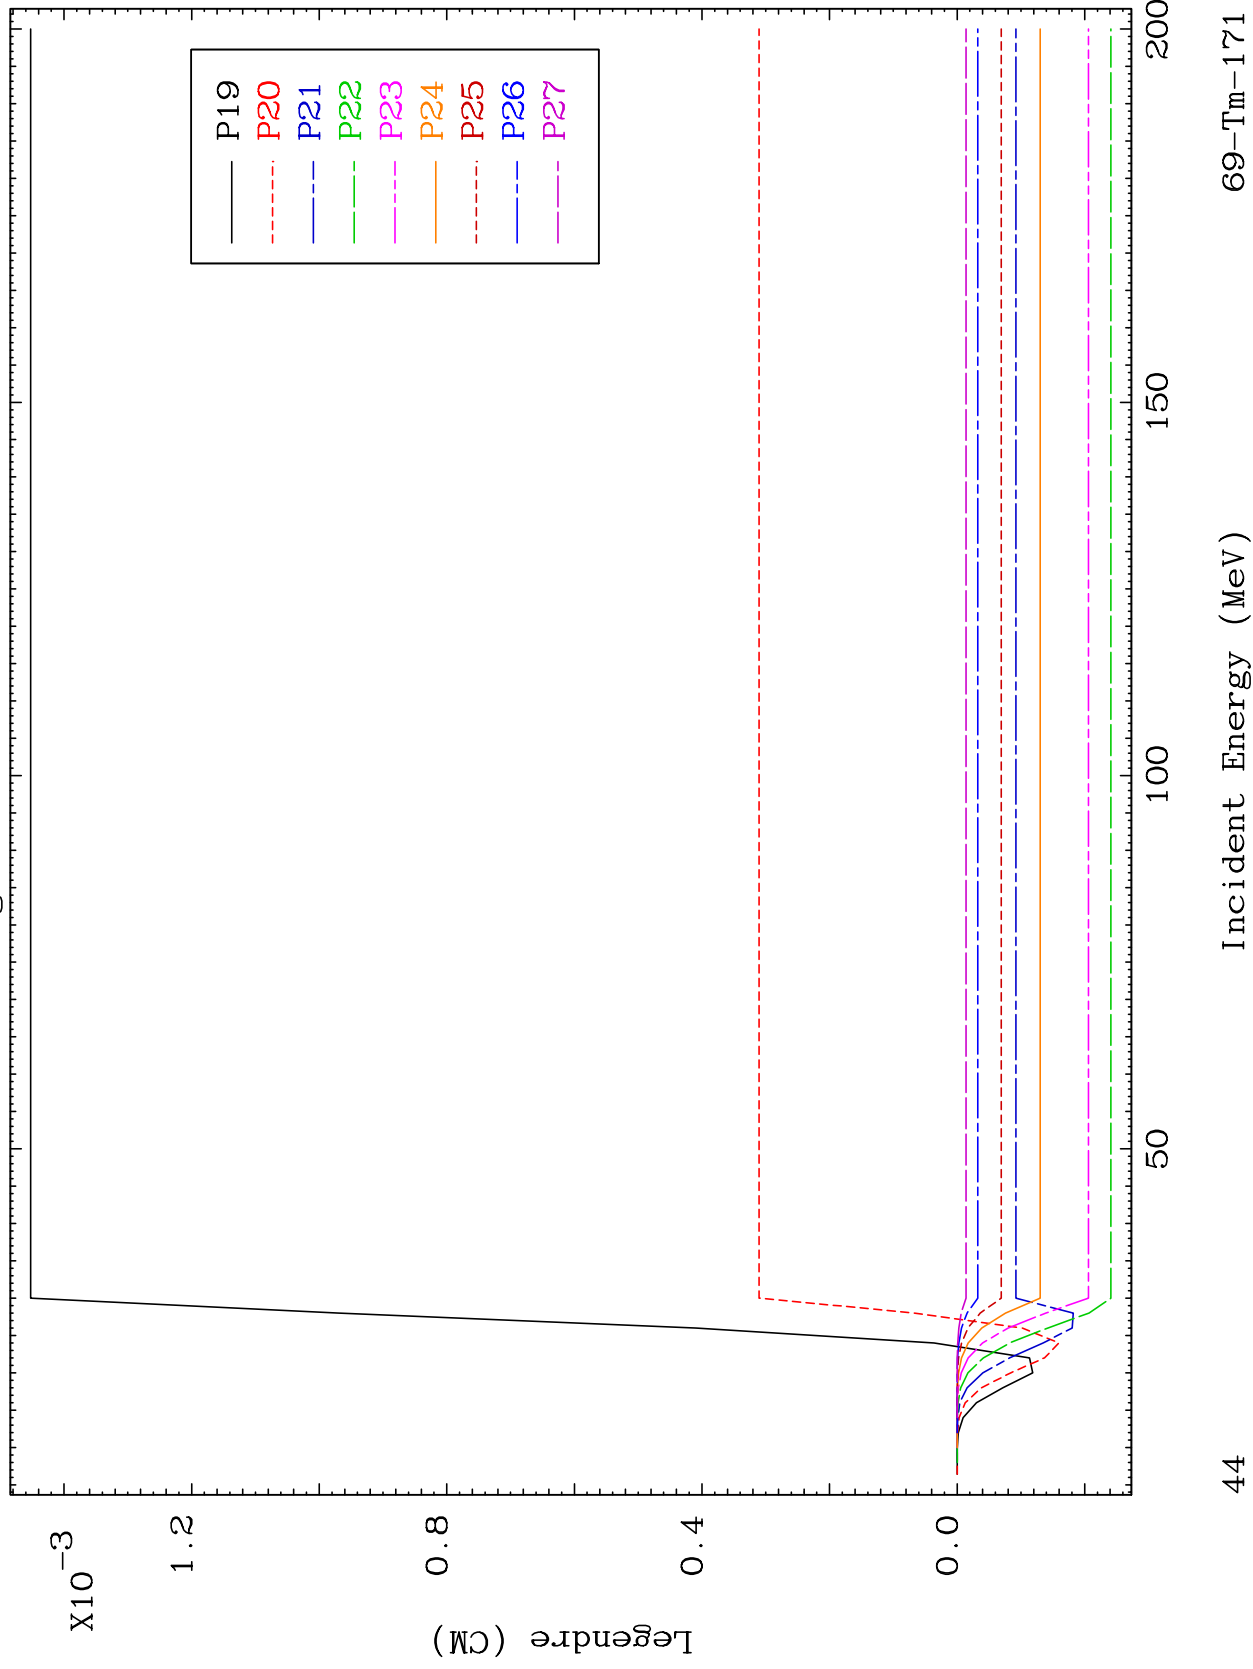 X10-3
1.2
0.8
0.4
0.0
Legendre (CM)
P19
P20
P21
P22
P23
P24
P25
P26
P27
50
100
150
200
44
Incident Energy (MeV)
69-Tm-171